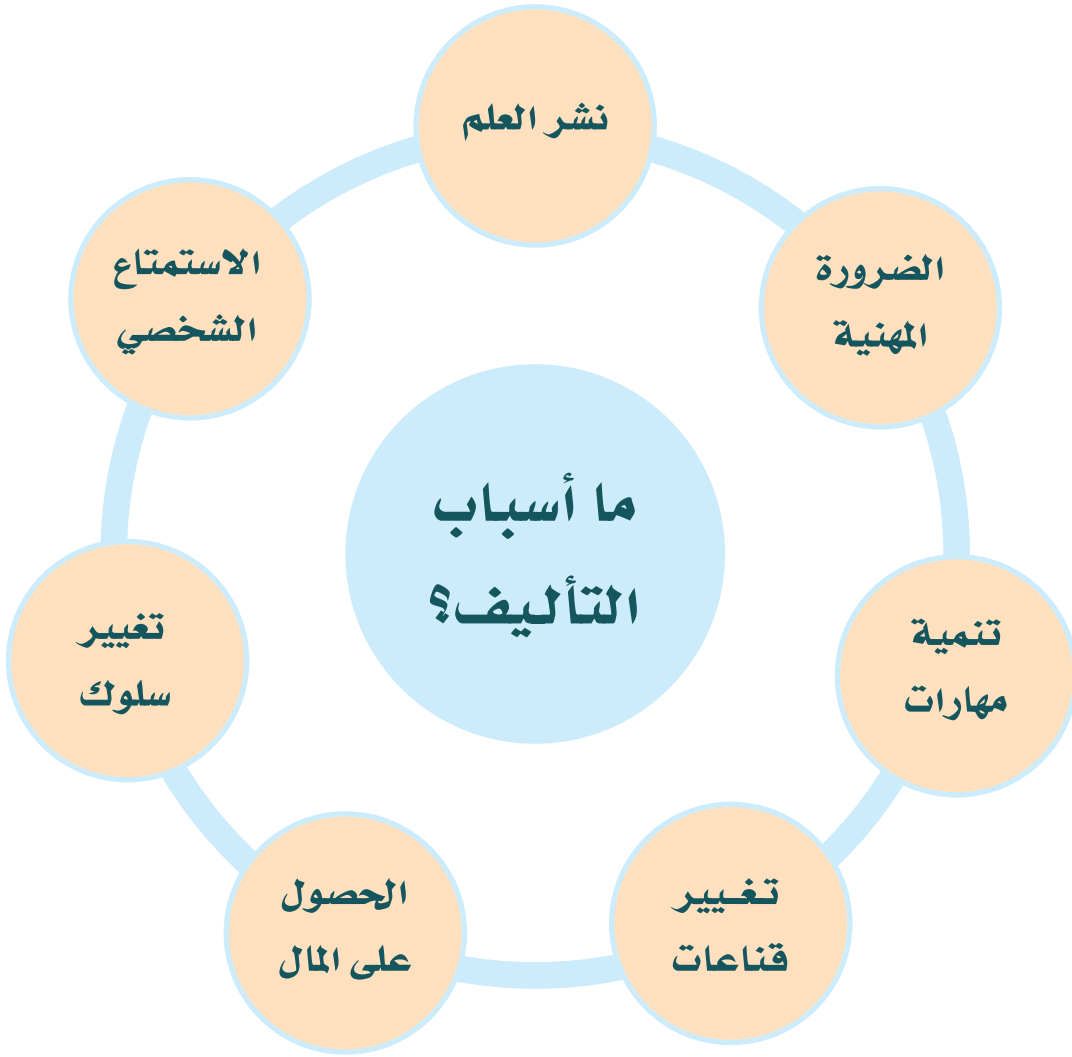 ما أسباب
التأليف؟
نشر العلم
الضرورة
المهنية
تنمية
مهارات
تغيير
قناعات
الحصول
على المال
تغيير
سلوك
الاستمتاع
الشخصي